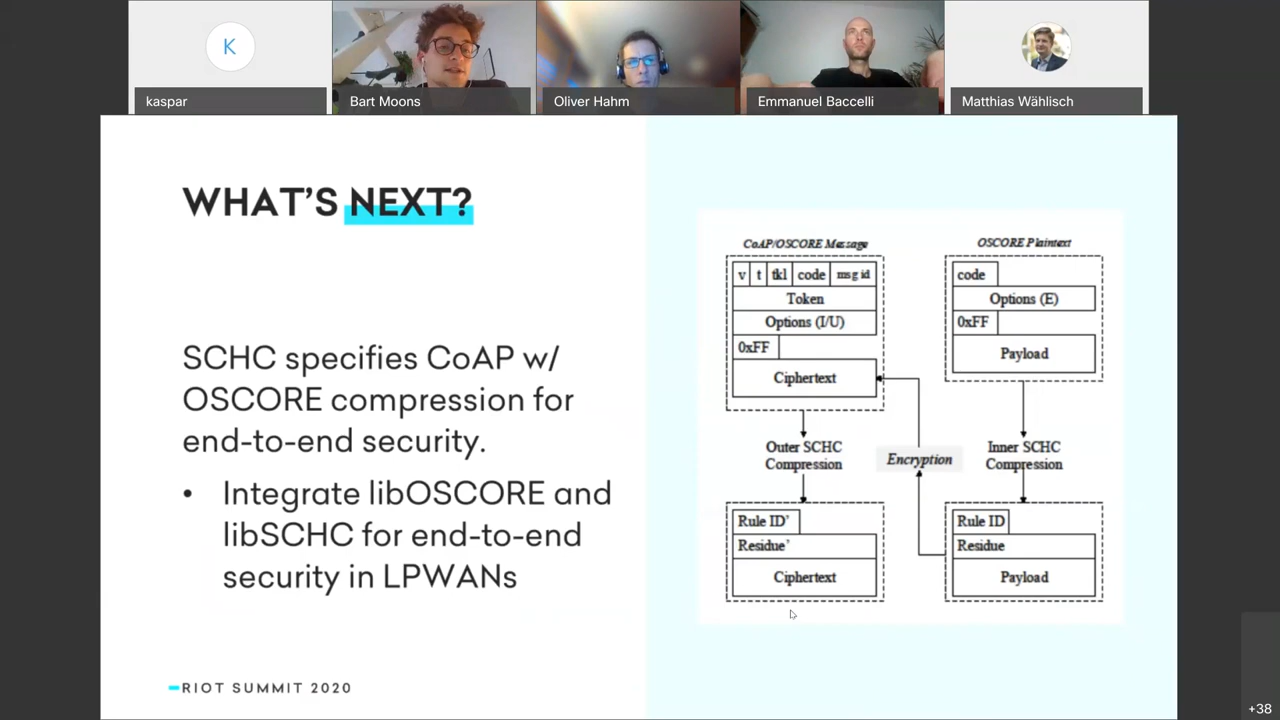 K
kaspar
Bart Moons
Oliver Hahm
Emmanuel Baccelli
Matthias Wählisch
WHAT'S NEXT?
SCHC specifies CoAP w/
OSCORE compression for
end-to-end security.
• Integrate libOSCORE and
libSCHC for end-to-end
security in LPWANs
RIOT SUMMIT 2020
CoAP/OSCORE Message
v t tkl code msg id
Token
Options (I/U)
0xFF
Ciphertext
Outer SCHC
Compression
Rule ID'
Residue'
Ciphertext
Encryption
OSCORE Plaintext
code
Options (E)
0xFF
Payload
Inner SCHC
Compression
Rule ID
Residue
Payload
+38